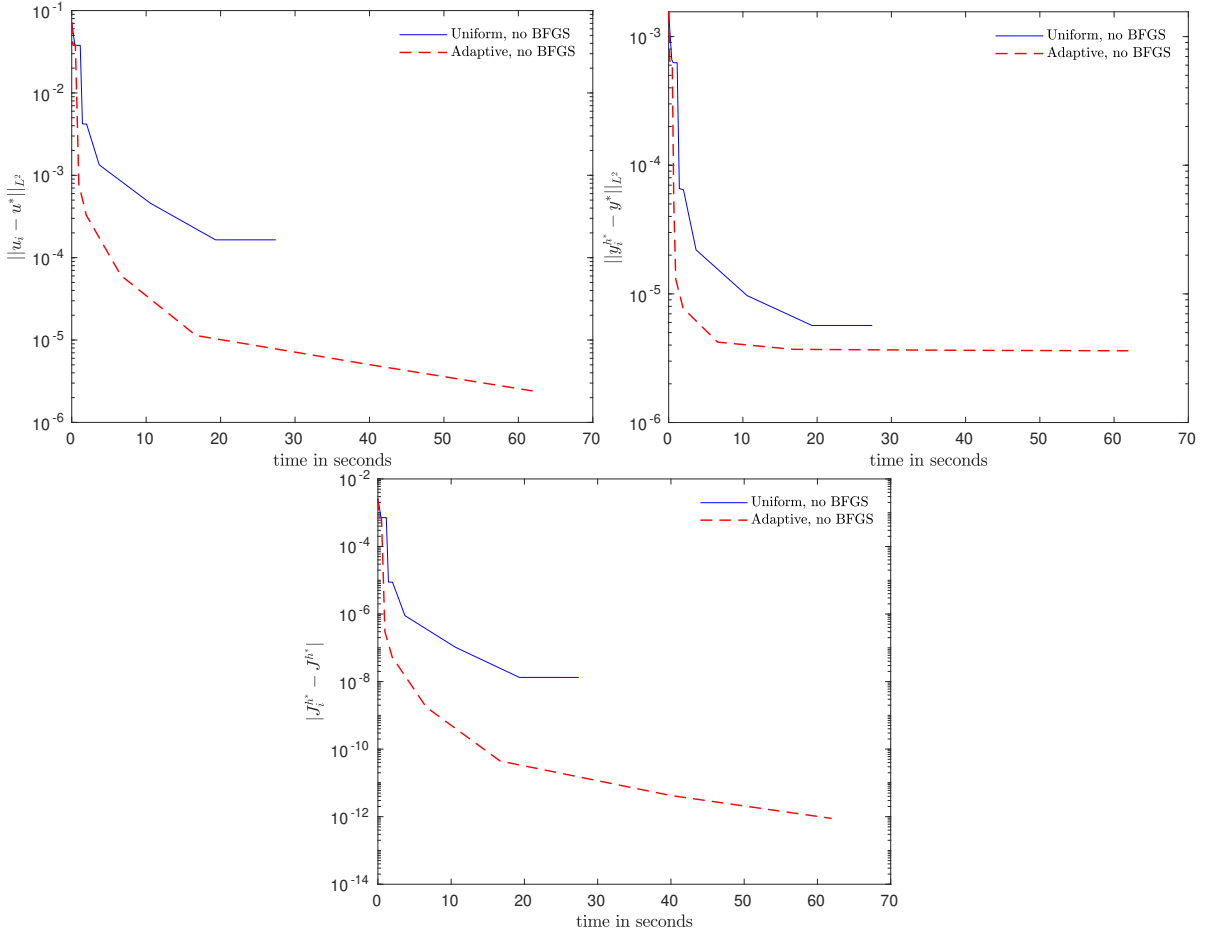 10^-1
10^-2
10^-3
10^-4
10^-5
10^-6
||u_i − u*||_{L^2}
0 10 20 30 40 50 60 70
time in seconds
Uniform, no BFGS
Adaptive, no BFGS
10^-3
10^-4
10^-5
10^-6
||y_i^{h*} − y*||_{L^2}
0 10 20 30 40 50 60 70
time in seconds
Uniform, no BFGS
Adaptive, no BFGS
10^-2
10^-4
10^-6
10^-8
10^-10
10^-12
10^-14
|J_i^{h*} − J^{h*}|
0 10 20 30 40 50 60 70
time in seconds
Uniform, no BFGS
Adaptive, no BFGS